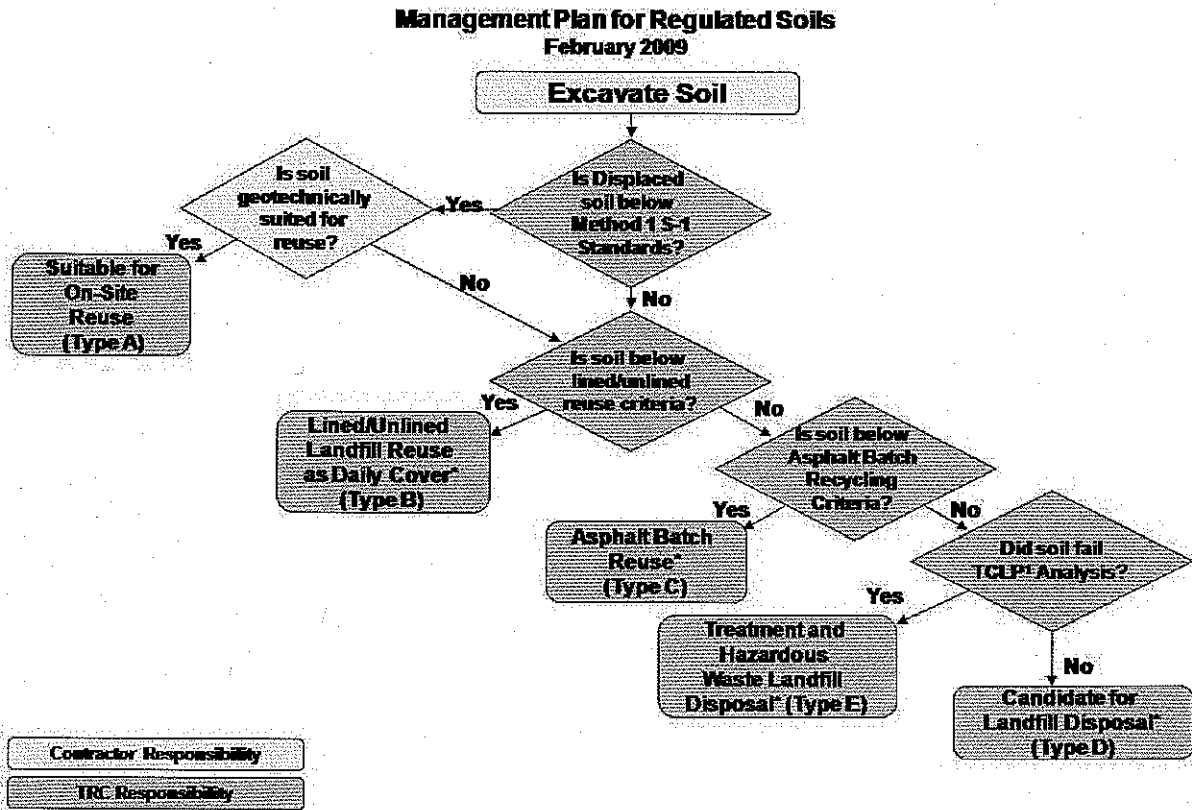 Management Plan for Regulated Soils
February 2009
Excavate Soil
Is soil
geotechnically
suited for
reuse?
Yes
Is Displaced
soil below
Method 1 S-1
Standards?
Yes
Suitable for
On-Site
Reuse
(Type A)
No
No
Is soil below
lined/unlined
reuse criteria?
Yes
No
Lined/Unlined
Landfill Reuse
as Daily Cover*
(Type B)
Is soil below
Asphalt Batch
Recycling
Criteria?
Yes
No
Asphalt Batch
Reuse*
(Type C)
Did soil fail
TCLP¹ Analysis?
Yes
No
Treatment and
Hazardous
Waste Landfill
Disposal* (Type E)
Candidate for
Landfill Disposal*
(Type D)
Contractor Responsibility
TRC Responsibility